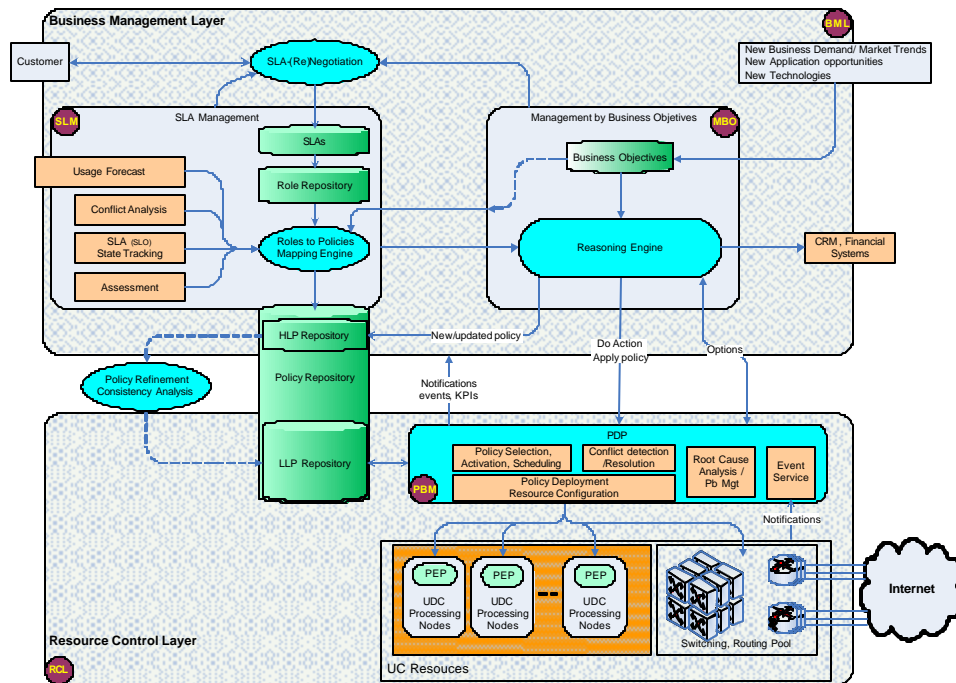 Business Management Layer
BML
Customer
SLA-(Re)Negotiation
New Business Demand/ Market Trends
New Application opportunities
New Technologies
SLM
SLA Management
Management by Business Objetives
MBO
SLAs
Business Objectives
Usage Forecast
Role Repository
Conflict Analysis
SLA (SLO)
State Tracking
Roles to Policies
Mapping Engine
Reasoning Engine
CRM, Financial
Systems
Assessment
HLP Repository
New/updated policy
Do Action
Apply policy
Options
Policy Refinement
Consistency Analysis
Policy Repository
Notifications
events, KPIs
PDP
LLP Repository
Policy Selection,
Activation, Scheduling
Conflict detection
/Resolution
Root Cause
Analysis /
Pb Mgt
Event
Service
PBM
Policy Deployment
Resource Configuration
Notifications
PEP
UDC
Processing
Nodes
PEP
UDC
Processing
Nodes
PEP
UDC
Processing
Nodes
Internet
Switching, Routing Pool
Resource Control Layer
RCL
UC Resouces